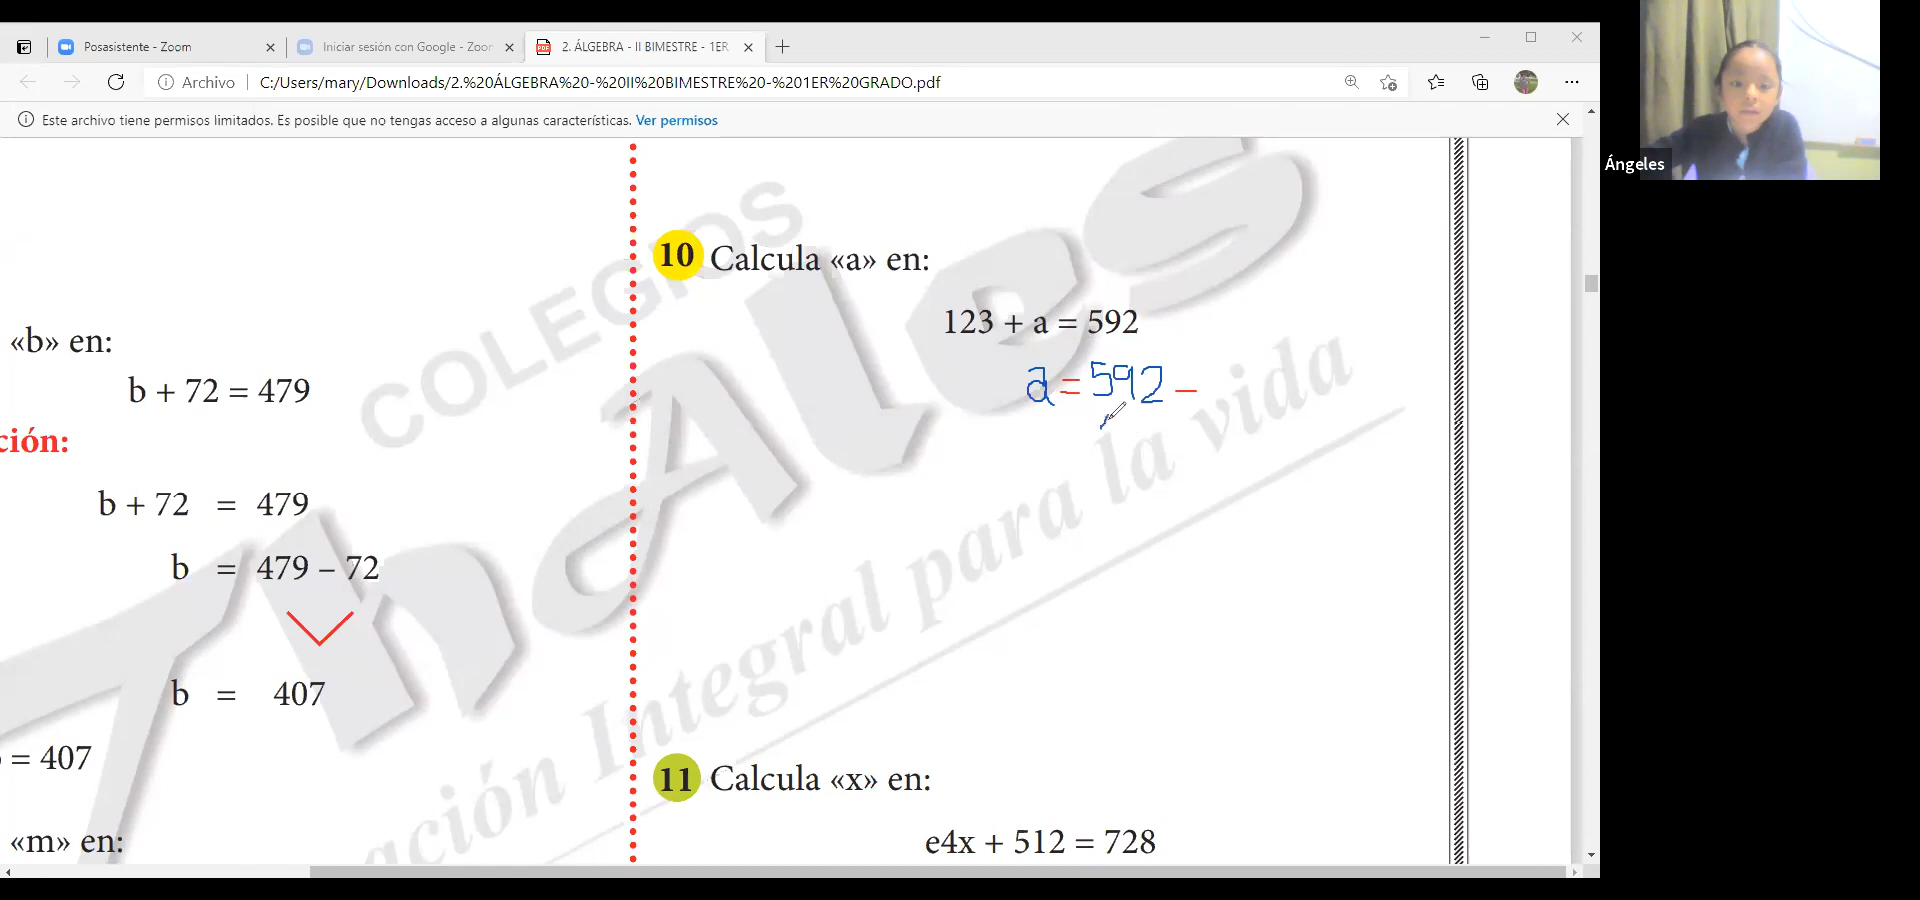 Posasistente - Zoom
Iniciar sesión con Google - Zoom
2. ÁLGEBRA - II BIMESTRE - 1ER
Archivo
C:/Users/mary/Downloads/2.%20ÁLGEBRA%20-%20II%20BIMESTRE%20-%201ER%20GRADO.pdf
Este archivo tiene permisos limitados. Es posible que no tengas acceso a algunas características. Ver permisos
Ángeles
«b» en:
b + 72 = 479
ción:
b + 72 = 479
b = 479 – 72
b = 407
= 407
«m» en:
10 Calcula «a» en:
123 + a = 592
a = 592 –
11 Calcula «x» en:
e4x + 512 = 728
COLEGIOS
Thales
ación Integral para la vida